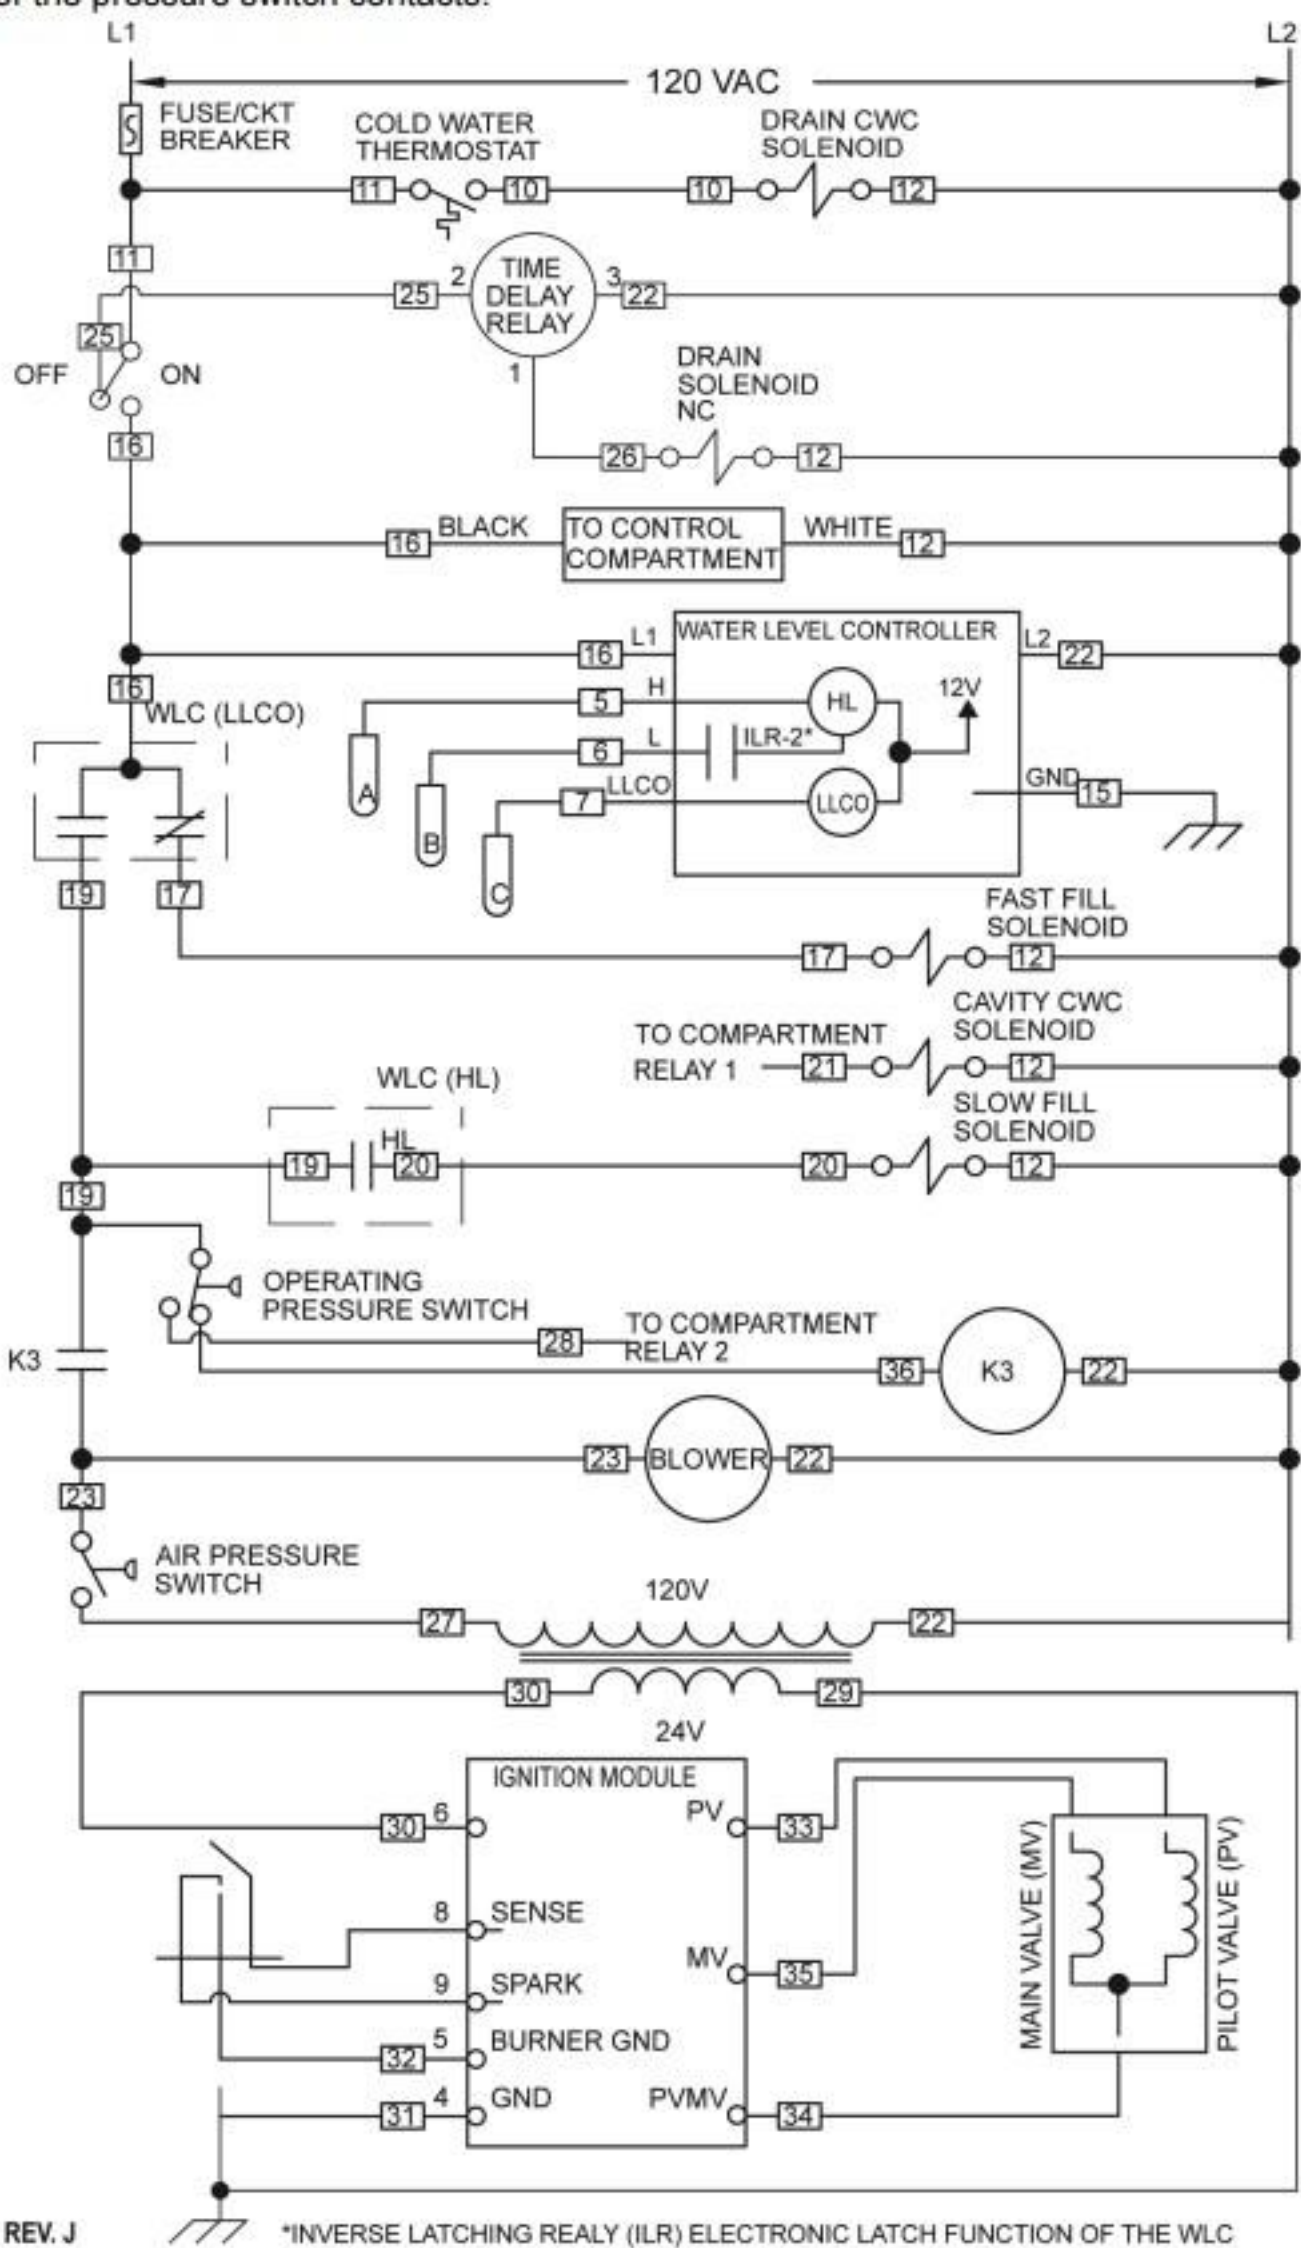 of the pressure switch contacts.
L1
L2
120 VAC
FUSE/CKT
BREAKER
COLD WATER
THERMOSTAT
DRAIN CWC
SOLENOID
11
10
10
12
11
25
2
TIME
DELAY
RELAY
3
22
25
OFF
ON
1
DRAIN
SOLENOID
NC
16
26
12
16
BLACK
TO CONTROL
COMPARTMENT
WHITE
12
16
L1
WATER LEVEL CONTROLLER
L2
22
16
WLC (LLCO)
5
H
HL
12V
6
L
ILR-2*
7
LLCO
LLCO
GND
15
A
B
C
19
17
FAST FILL
SOLENOID
17
12
TO COMPARTMENT
RELAY 1
21
CAVITY CWC
SOLENOID
12
WLC (HL)
HL
19
20
SLOW FILL
SOLENOID
20
12
19
OPERATING
PRESSURE SWITCH
28
TO COMPARTMENT
RELAY 2
K3
36
K3
22
23
BLOWER
22
23
AIR PRESSURE
SWITCH
120V
27
22
30
29
24V
IGNITION MODULE
30
6
PV
33
8
SENSE
MV
35
9
SPARK
32
5
BURNER GND
31
4
GND
PVMV
34
MAIN VALVE (MV)
PILOT VALVE (PV)
REV. J
*INVERSE LATCHING REALY (ILR) ELECTRONIC LATCH FUNCTION OF THE WLC